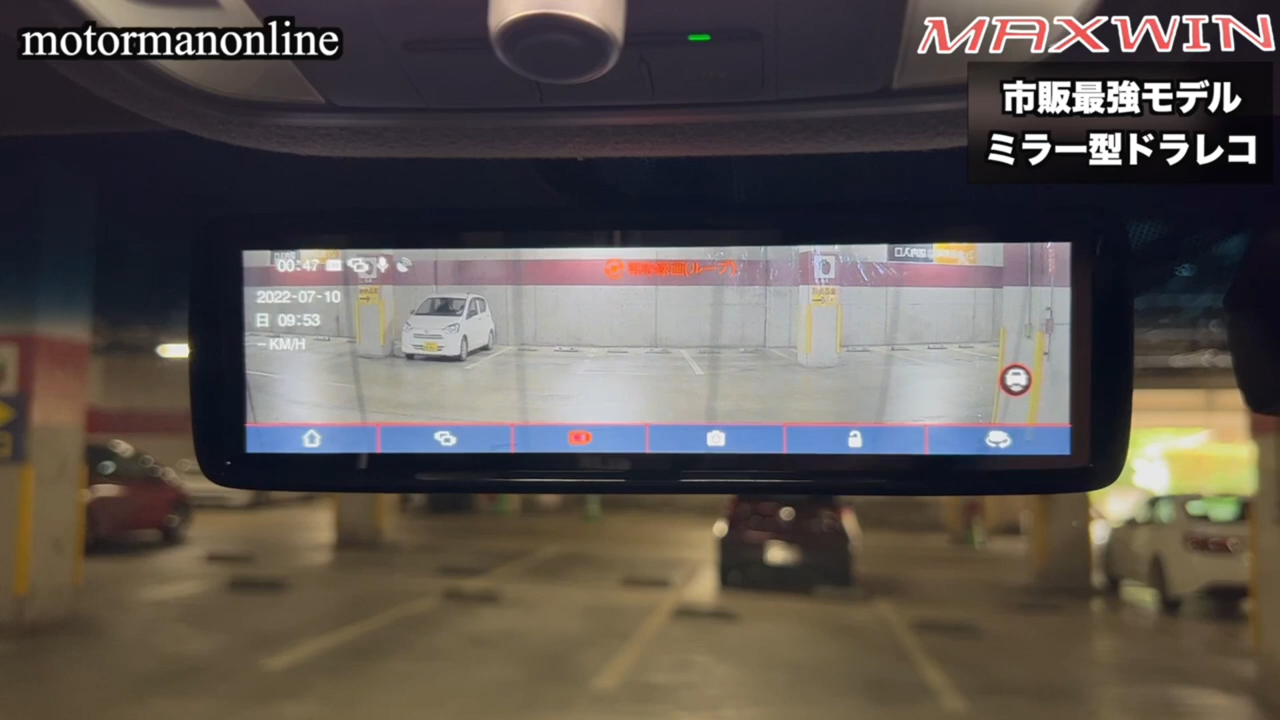 motormanonline
MAXWIN
市販最強モデル
ミラー型ドラレコ
00:47
2022-07-10
日 09:53
- KM/H